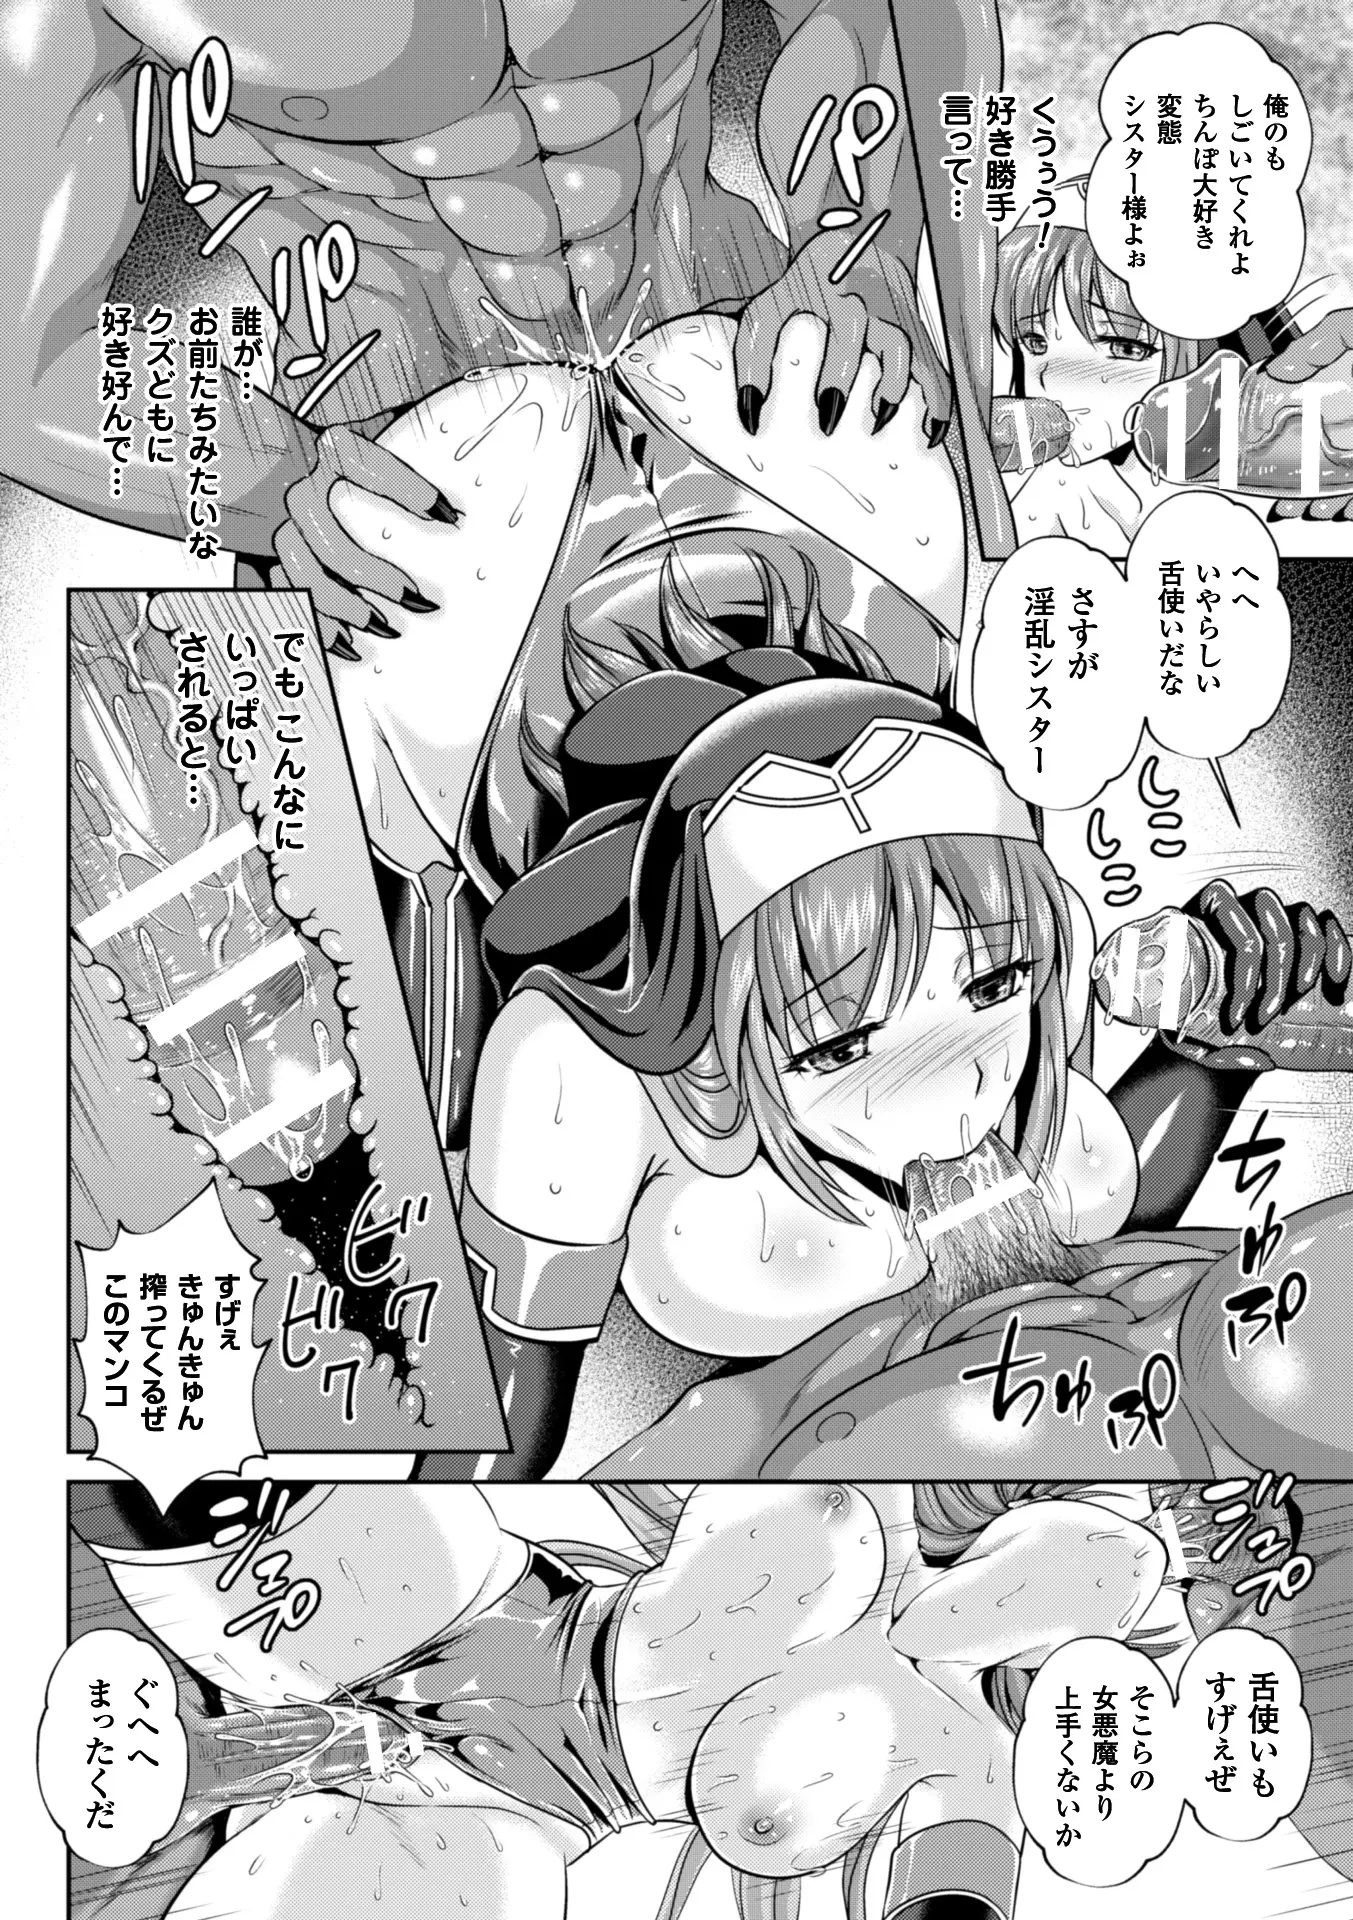 俺のも
しごいてくれよ
ちんぽ大好き
変態
シスター様よぉ
くうぅう！
好き勝手
言って…
パン
パン
パン
誰が…
お前たちみたいな
クズどもに
好き好んで…
へへ
いやらしい
舌使いだな
さすが
淫乱シスター
しこ
しこ
でもこんなに
いっぱい
されると…
ちゅぷ
ちゅぷ
ビク
ビク
すげぇ
きゅんきゅん
搾ってくるぜ
このマンコ
ジュプ
ジュプ
舌使いも
すげぇぜ
そこらの
女悪魔より
上手くないか
ぐへへ
まったくだ